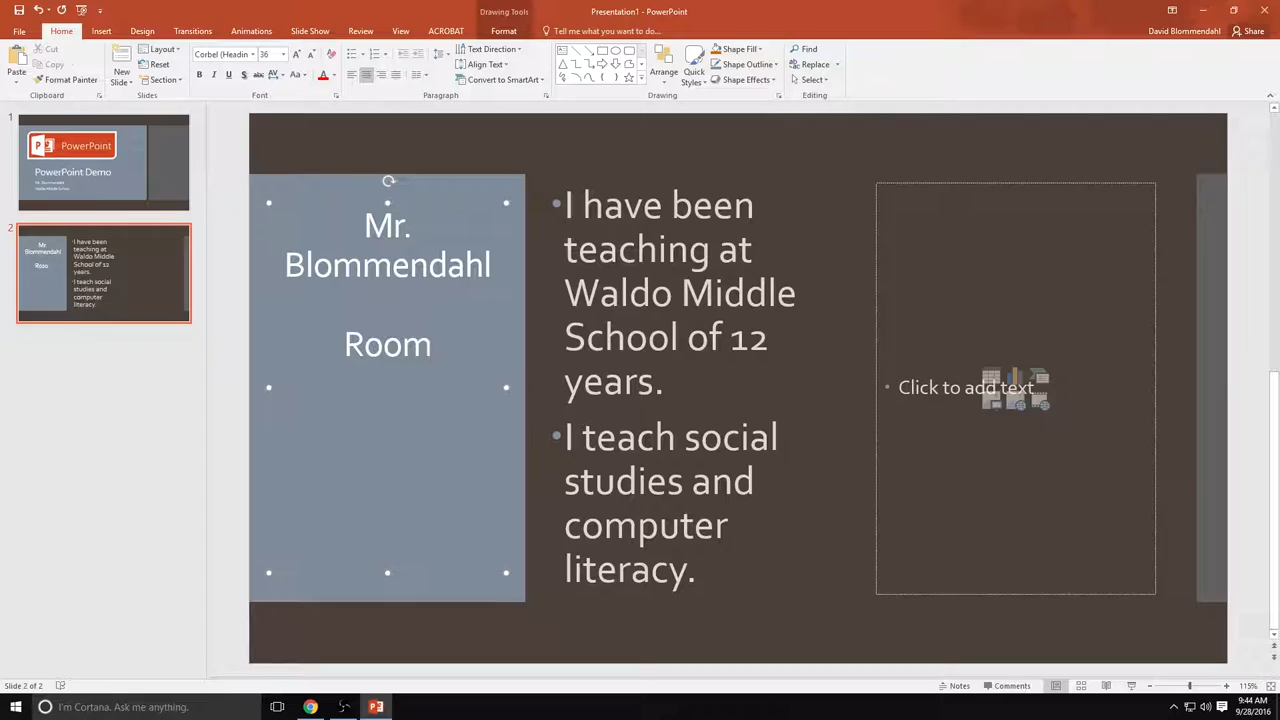 Drawing Tools
Presentation1 - PowerPoint
File
Home
Insert
Design
Transitions
Animations
Slide Show
Review
View
ACROBAT
Format
Tell me what you want to do...
David Blommendahl
Share
Paste
Cut
Copy
Format Painter
Clipboard
New Slide
Layout
Reset
Section
Slides
Corbel (Headin
36
Font
Text Direction
Align Text
Convert to SmartArt
Paragraph
Arrange
Quick Styles
Shape Fill
Shape Outline
Shape Effects
Drawing
Find
Replace
Select
Editing
1
PowerPoint
PowerPoint Demo
Mr. Blommendahl
Waldo Middle School
2
Mr
Blommendahl
Roso
I have been
teaching at
Waldo Middle
School of 12
years.
I teach social
studies and
computer
literacy.
Mr.
Blommendahl
Room
•I have been
teaching at
Waldo Middle
School of 12
years.
•I teach social
studies and
computer
literacy.
• Click to add text
Slide 2 of 2
Notes
Comments
115%
I'm Cortana. Ask me anything.
9:44 AM
9/28/2016